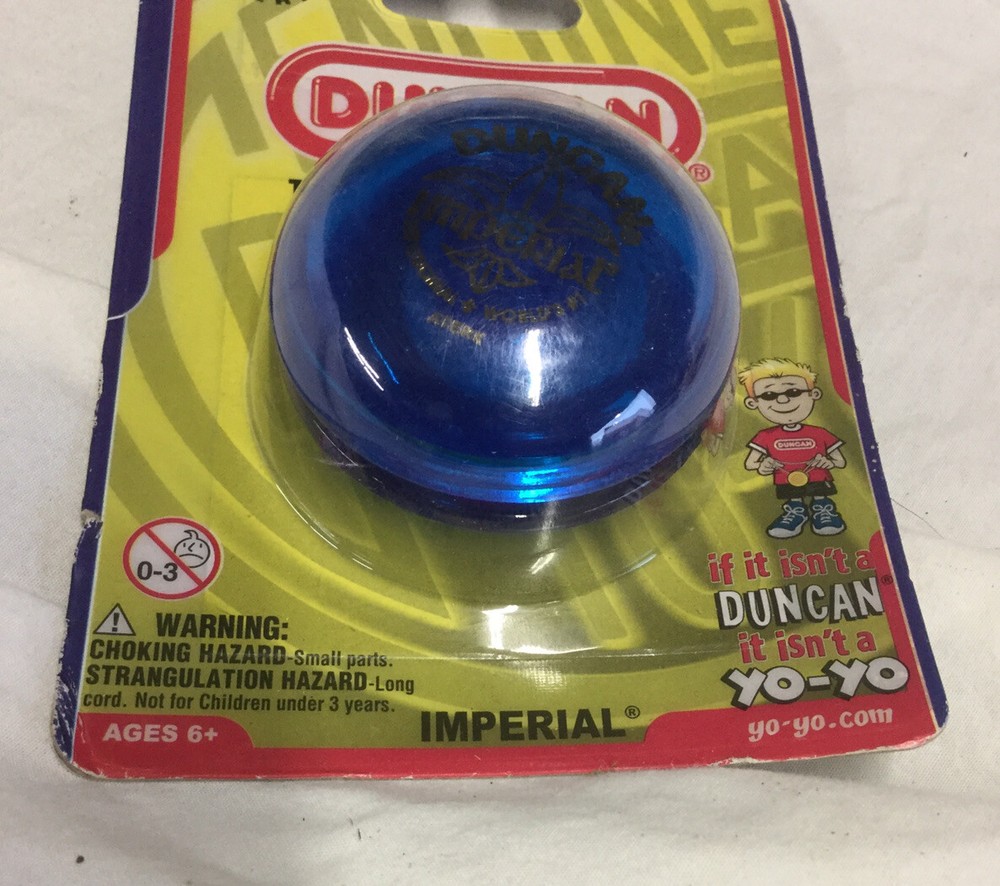 DUNCAN
®
DUNCAN
DUNCAN
if it isn't a
DUNCAN®
it isn't a
yo-yo
yo-yo.com
0-3
WARNING:
CHOKING HAZARD-Small parts.
STRANGULATION HAZARD-Long
cord. Not for Children under 3 years.
AGES 6+
IMPERIAL®